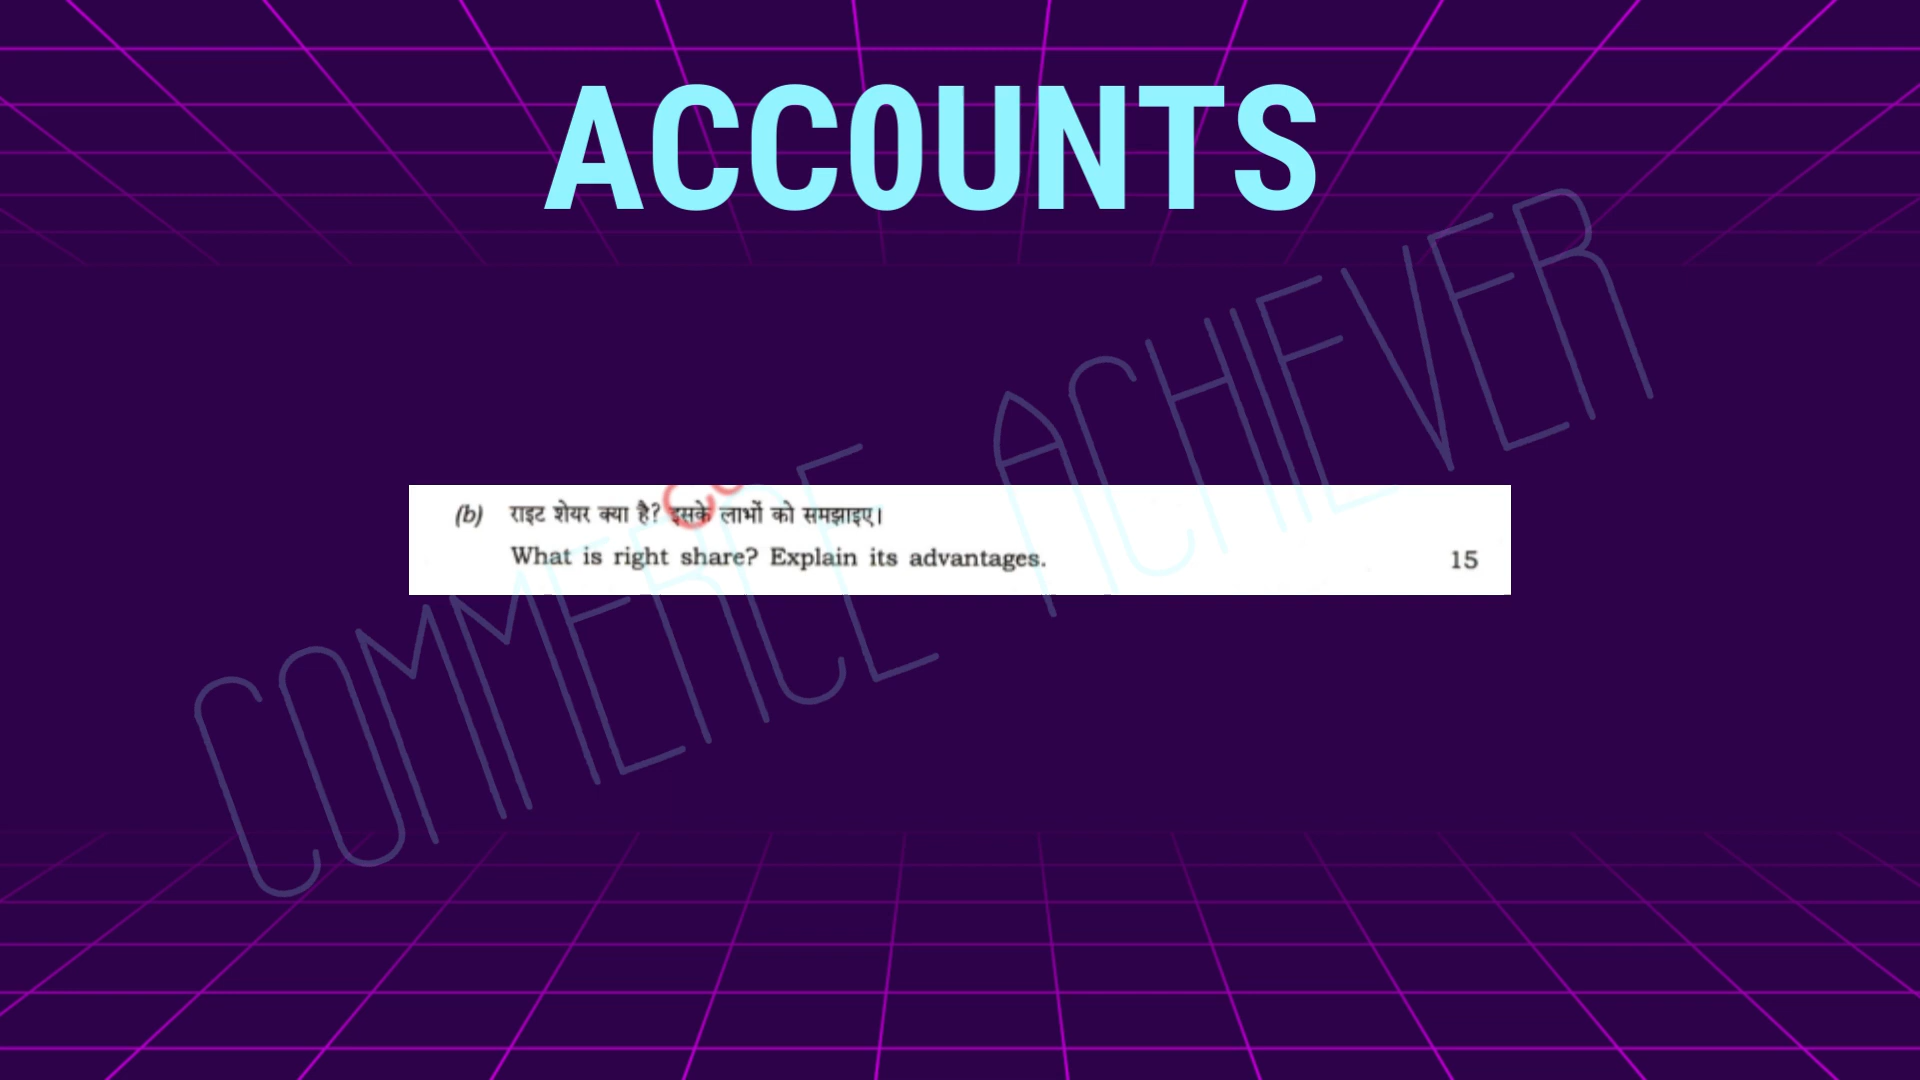 ACCOUNTS
COMMERCE ACHIEVER
(b) राइट शेयर क्या है? इसके लाभों को समझाइए।
What is right share? Explain its advantages. 15